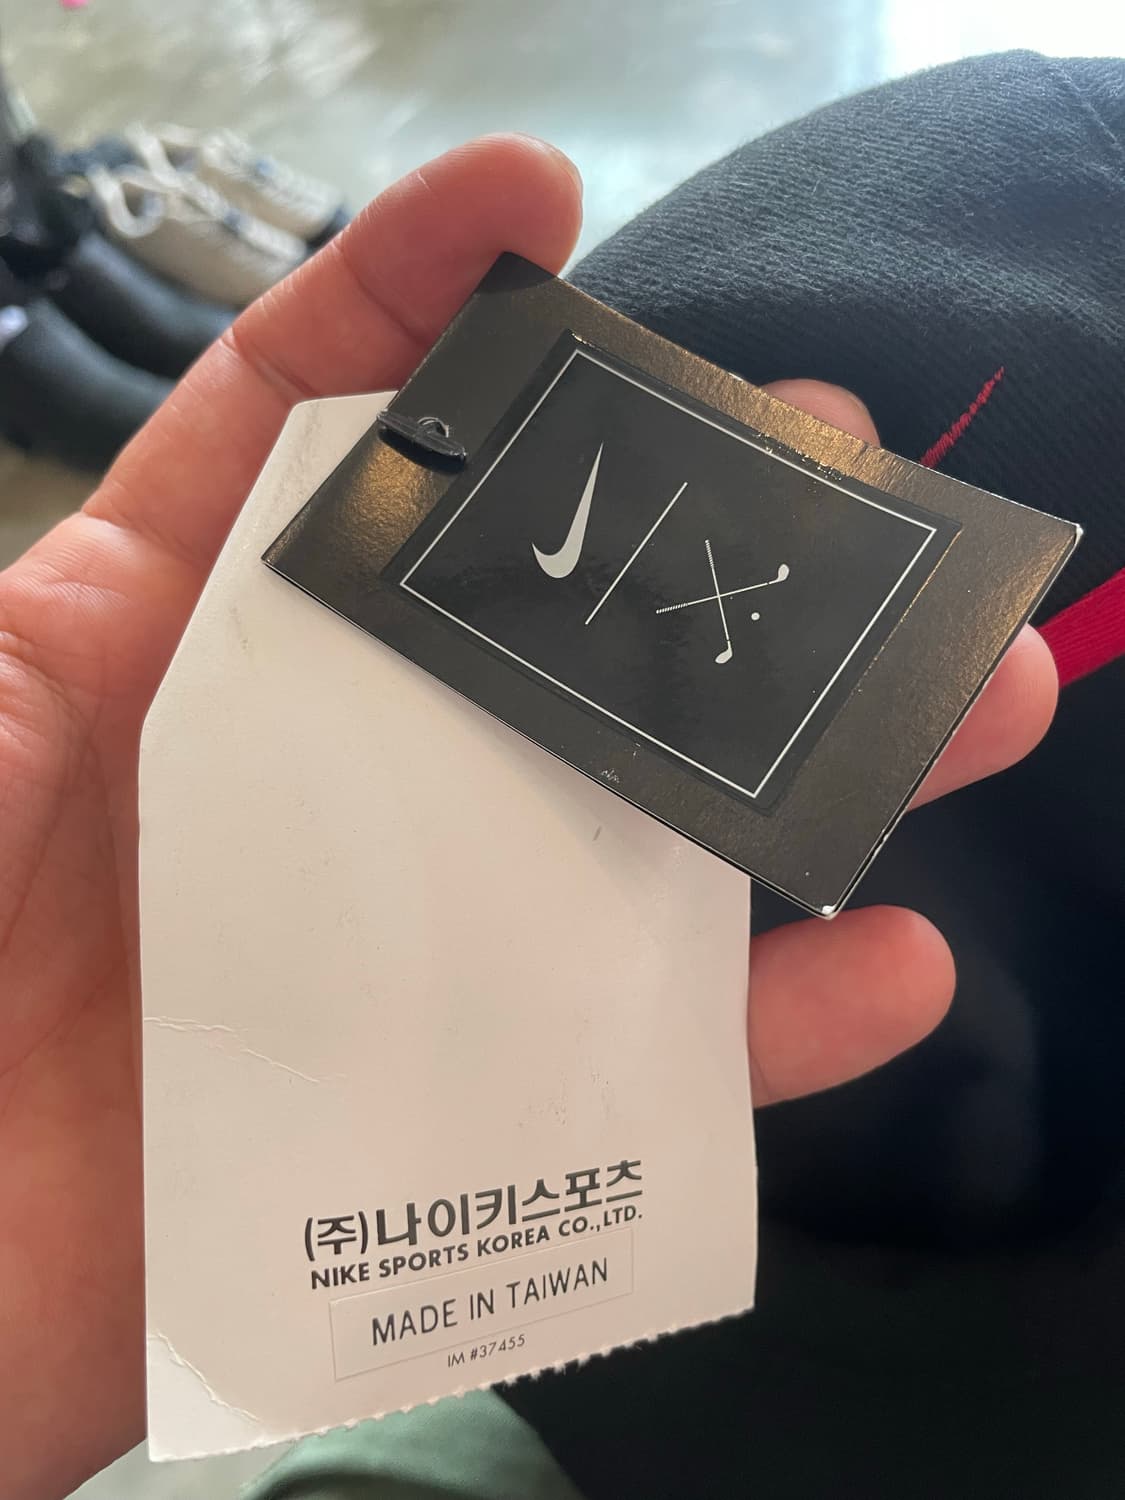 (주)나이키스포츠
NIKE SPORTS KOREA CO.,LTD.
MADE IN TAIWAN
IM #37455